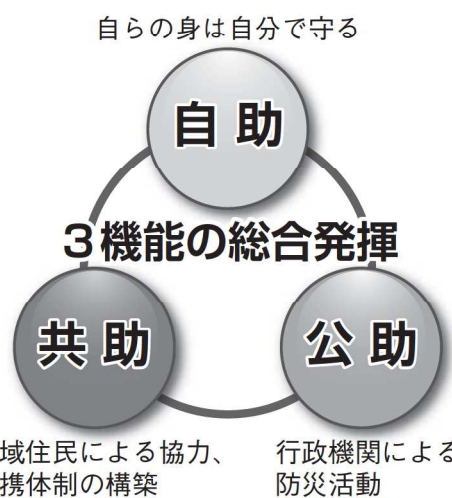 自らの身は自分で守る
自助
3機能の総合発揮
共助
公助
域住民による協力、
携体制の構築
行政機関による
防災活動